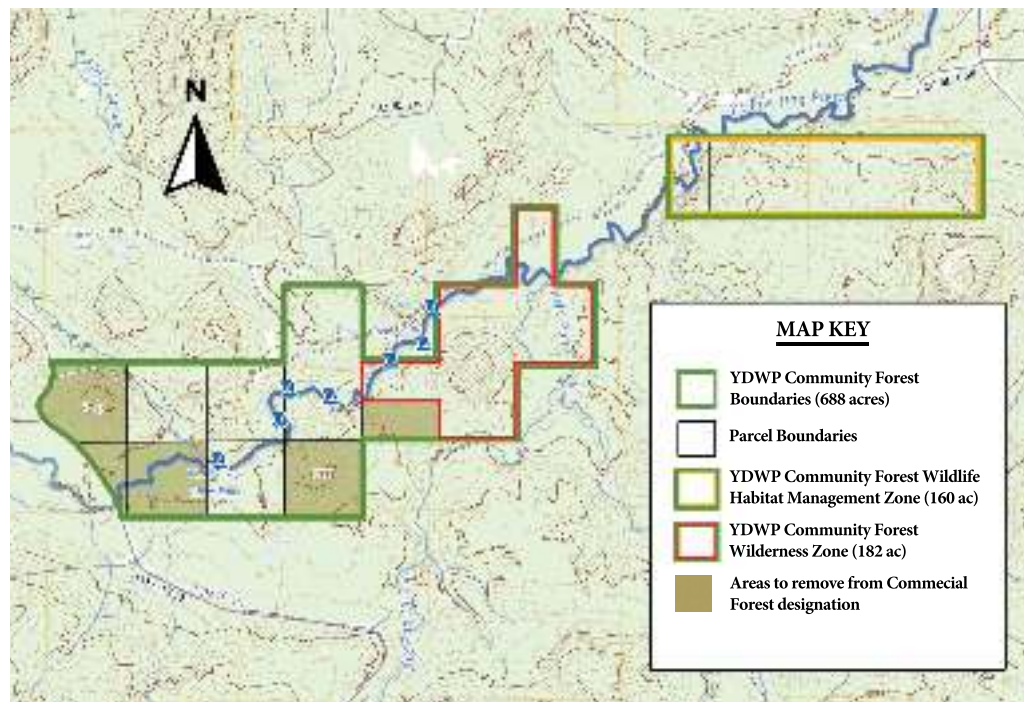 N
MAP KEY
YDWP Community Forest
Boundaries (688 acres)
Parcel Boundaries
YDWP Community Forest Wildlife
Habitat Management Zone (160 ac)
YDWP Community Forest
Wilderness Zone (182 ac)
Areas to remove from Commecial
Forest designation